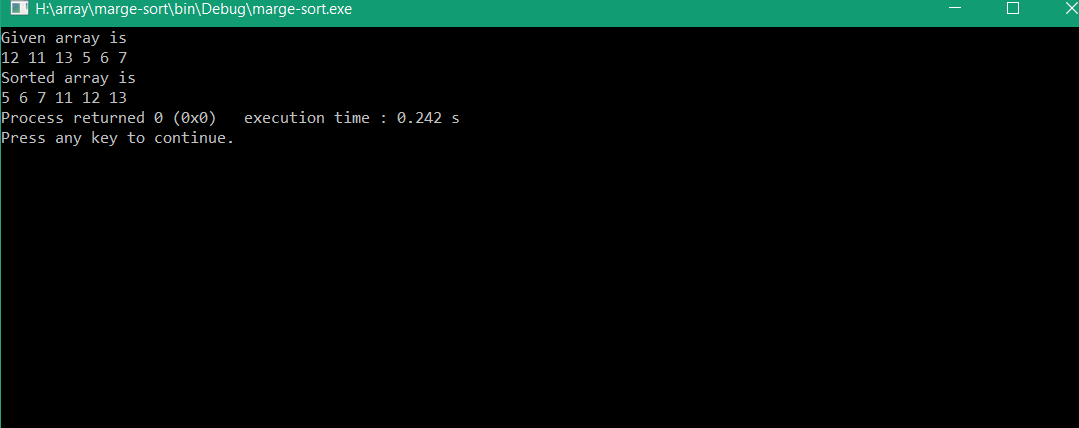 H:\array\marge-sort\bin\Debug\marge-sort.exe
Given array is
12 11 13 5 6 7
Sorted array is
5 6 7 11 12 13
Process returned 0 (0x0)   execution time : 0.242 s
Press any key to continue.